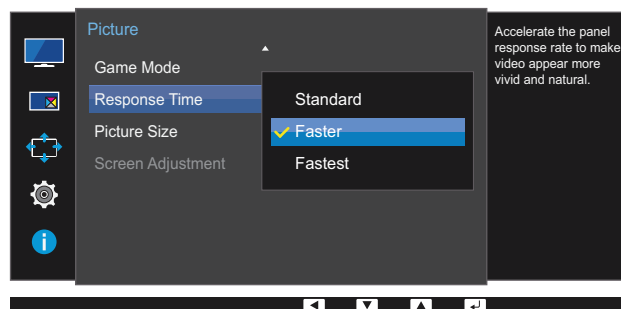 Picture
Game Mode
Response Time
Picture Size
Screen Adjustment
Standard
Faster
Fastest
Accelerate the panel
response rate to make
video appear more
vivid and natural.